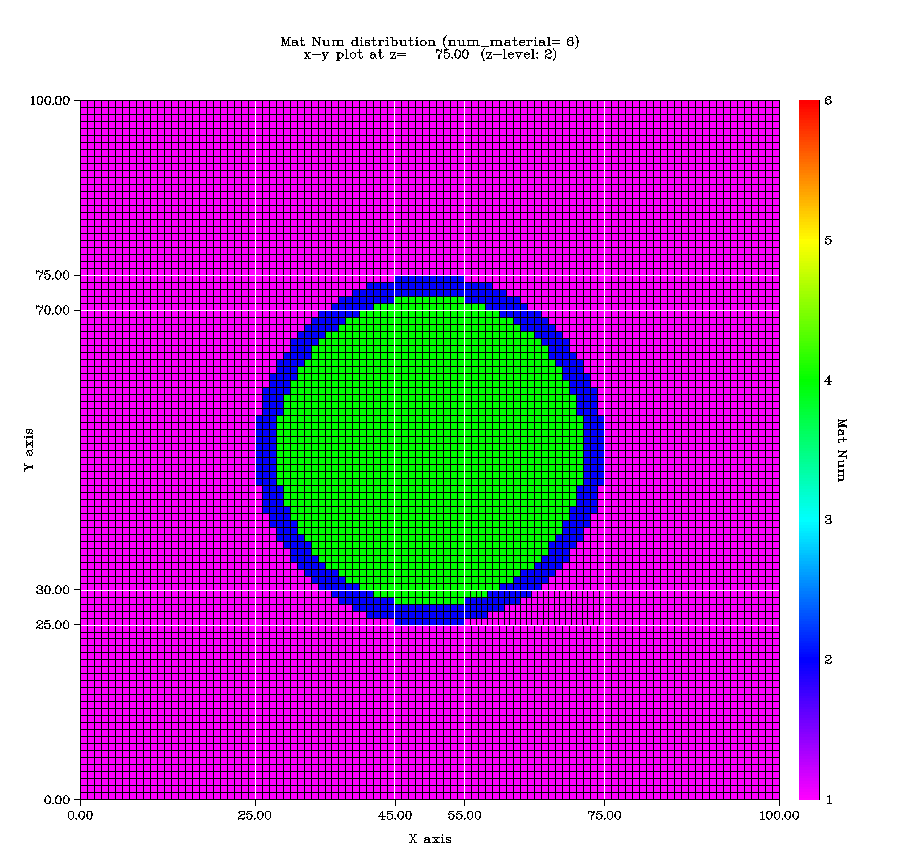 Mat Num distribution (num_material= 6)
x-y plot at z= 75.00 (z-level: 2)
100.00
75.00
70.00
30.00
25.00
0.00
Y axis
0.00 25.00 45.00 55.00 75.00 100.00
X axis
6
5
4
3
2
1
Mat Num